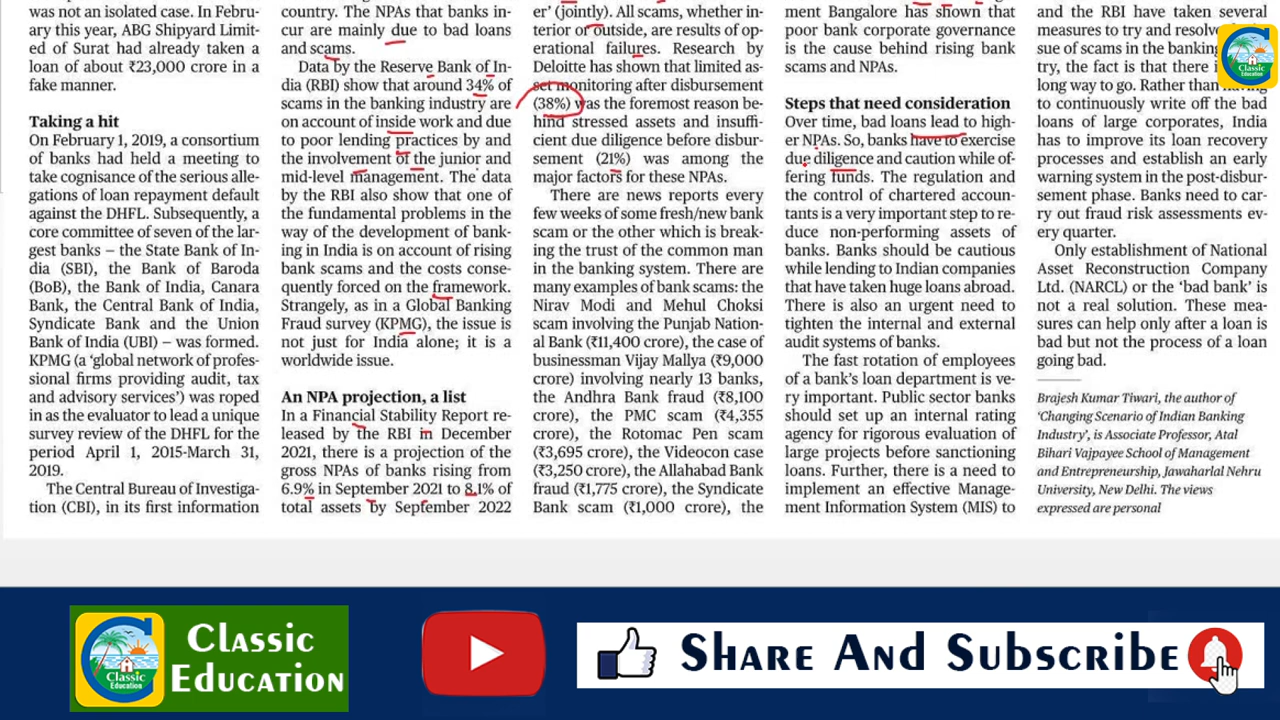 was not an isolated case. In Febru-
ary this year, ABG Shipyard Limit-
ed of Surat had already taken a
loan of about ₹23,000 crore in a
fake manner.
Taking a hit
On February 1, 2019, a consortium
of banks had held a meeting to
take cognisance of the serious alle-
gations of loan repayment default
against the DHFL. Subsequently, a
core committee of seven of the lar-
gest banks – the State Bank of In-
dia (SBI), the Bank of Baroda
(BoB), the Bank of India, Canara
Bank, the Central Bank of India,
Syndicate Bank and the Union
Bank of India (UBI) – was formed.
KPMG (a ‘global network of profes-
sional firms providing audit, tax
and advisory services’) was roped
in as the evaluator to lead a unique
survey review of the DHFL for the
period April 1, 2015-March 31,
2019.
The Central Bureau of Investiga-
tion (CBI), in its first information
country. The NPAs that banks in-
cur are mainly due to bad loans
and scams.
Data by the Reserve Bank of In-
dia (RBI) show that around 34% of
scams in the banking industry are
on account of inside work and due
to poor lending practices by and
the involvement of the junior and
mid-level management. The data
by the RBI also show that one of
the fundamental problems in the
way of the development of bank-
ing in India is on account of rising
bank scams and the costs conse-
quently forced on the framework.
Strangely, as in a Global Banking
Fraud survey (KPMG), the issue is
not just for India alone; it is a
worldwide issue.
An NPA projection, a list
In a Financial Stability Report re-
leased by the RBI in December
2021, there is a projection of the
gross NPAs of banks rising from
6.9% in September 2021 to 8.1% of
total assets by September 2022
er’ (jointly). All scams, whether in-
terior or outside, are results of op-
erational failures. Research by
Deloitte has shown that limited as-
set monitoring after disbursement
(38%) was the foremost reason be-
hind stressed assets and insuffi-
cient due diligence before disbur-
sement (21%) was among the
major factors for these NPAs.
There are news reports every
few weeks of some fresh/new bank
scam or the other which is break-
ing the trust of the common man
in the banking system. There are
many examples of bank scams: the
Nirav Modi and Mehul Choksi
scam involving the Punjab Nation-
al Bank (₹11,400 crore), the case of
businessman Vijay Mallya (₹9,000
crore) involving nearly 13 banks,
the Andhra Bank fraud (₹8,100
crore), the PMC scam (₹4,355
crore), the Rotomac Pen scam
(₹3,695 crore), the Videocon case
(₹3,250 crore), the Allahabad Bank
fraud (₹1,775 crore), the Syndicate
Bank scam (₹1,000 crore), the
ment Bangalore has shown that
poor bank corporate governance
is the cause behind rising bank
scams and NPAs.
Steps that need consideration
Over time, bad loans lead to high-
er NPAs. So, banks have to exercise
due diligence and caution while of-
fering funds. The regulation and
the control of chartered accoun-
tants is a very important step to re-
duce non-performing assets of
banks. Banks should be cautious
while lending to Indian companies
that have taken huge loans abroad.
There is also an urgent need to
tighten the internal and external
audit systems of banks.
The fast rotation of employees
of a bank’s loan department is ve-
ry important. Public sector banks
should set up an internal rating
agency for rigorous evaluation of
large projects before sanctioning
loans. Further, there is a need to
implement an effective Manage-
ment Information System (MIS) to
and the RBI have taken several
measures to try and resolve
sue of scams in the banking
try, the fact is that there
long way to go. Rather than
to continuously write off the bad
loans of large corporates, India
has to improve its loan recovery
processes and establish an early
warning system in the post-disbur-
sement phase. Banks need to car-
ry out fraud risk assessments ev-
ery quarter.
Only establishment of National
Asset Reconstruction Company
Ltd. (NARCL) or the ‘bad bank’ is
not a real solution. These mea-
sures can help only after a loan is
bad but not the process of a loan
going bad.
Brajesh Kumar Tiwari, the author of
‘Changing Scenario of Indian Banking
Industry’, is Associate Professor, Atal
Bihari Vajpayee School of Management
and Entrepreneurship, Jawaharlal Nehru
University, New Delhi. The views
expressed are personal
Classic
Education
Classic
Education
CLASSIC
EDUCATION
SHARE AND SUBSCRIBE